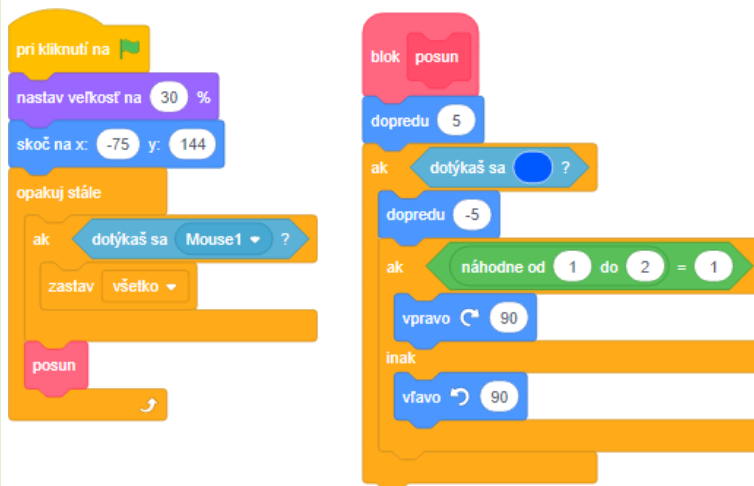 pri kliknutí na
nastav veľkosť na 30 %
skoč na x: -75 y: 144
opakuj stále
ak dotýkaš sa Mouse1 ?
zastav všetko
posun
blok posun
dopredu 5
ak dotýkaš sa ?
dopredu -5
ak náhodne od 1 do 2 = 1
vpravo 90
inak
vľavo 90